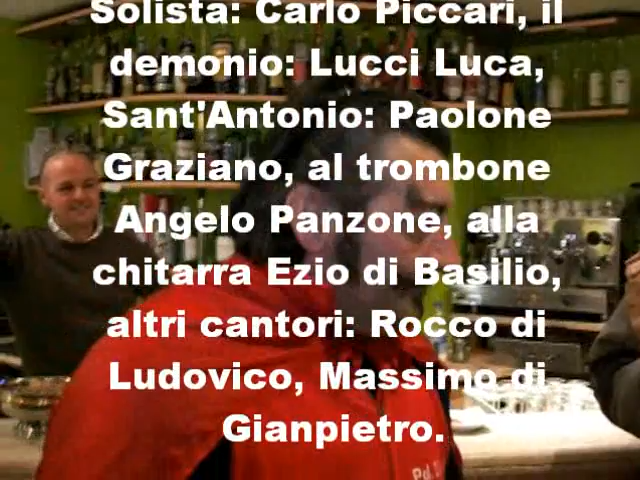 Solista: Carlo Piccari, il
demonio: Lucci Luca,
Sant'Antonio: Paolone
Graziano, al trombone
Angelo Panzone, alla
chitarra Ezio di Basilio,
altri cantori: Rocco di
Ludovico, Massimo di
Gianpietro.